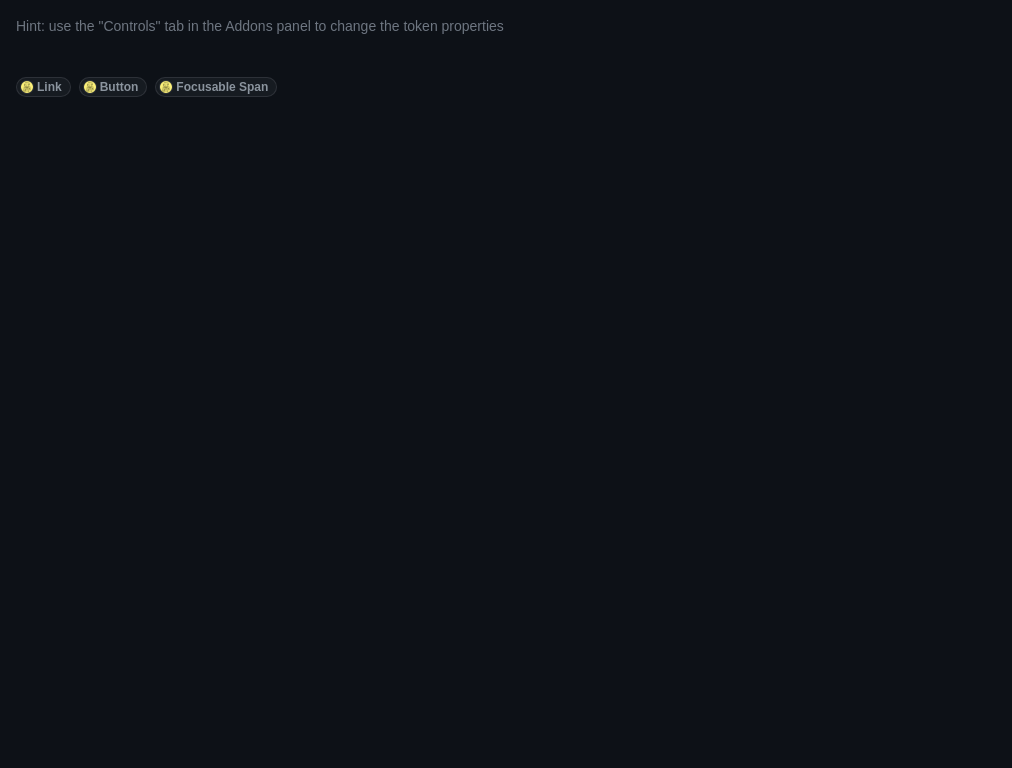 Hint: use the "Controls" tab in the Addons panel to change the token properties
Link Button Focusable Span